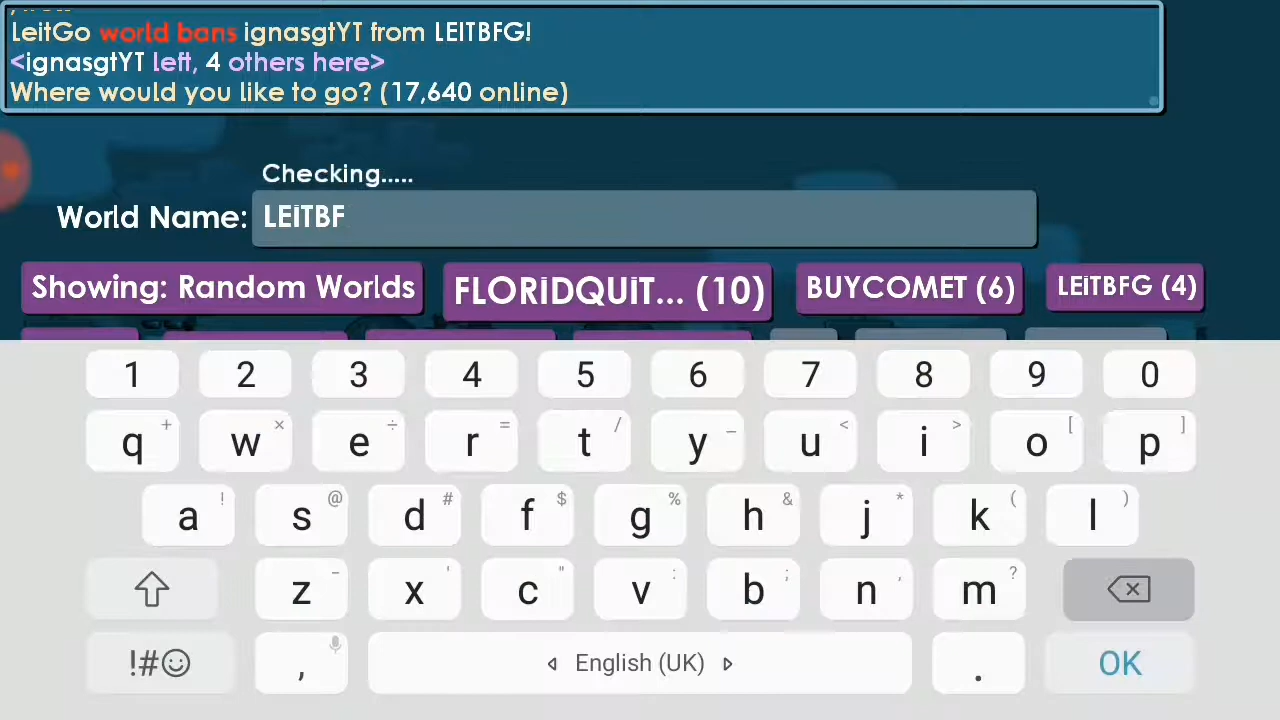 LeitGo world bans ignasgtYT from LEITBFG!
<ignasgtYT Left, 4 others here>
Where would you like to go? (17,640 online)
Checking.....
World Name: LEiTBF
Showing: Random Worlds FLORiDQUiT... (10) BUYCOMET (6) LEiTBFG (4)
1 2 3 4 5 6 7 8 9 0
q + w × e ÷ r = t / y _ u < i > o [ p ]
a ! s @ d # f $ g % h & j * k ( l )
z - x ' c " v : b ; n , m ?
!#☺ , English (UK) . OK